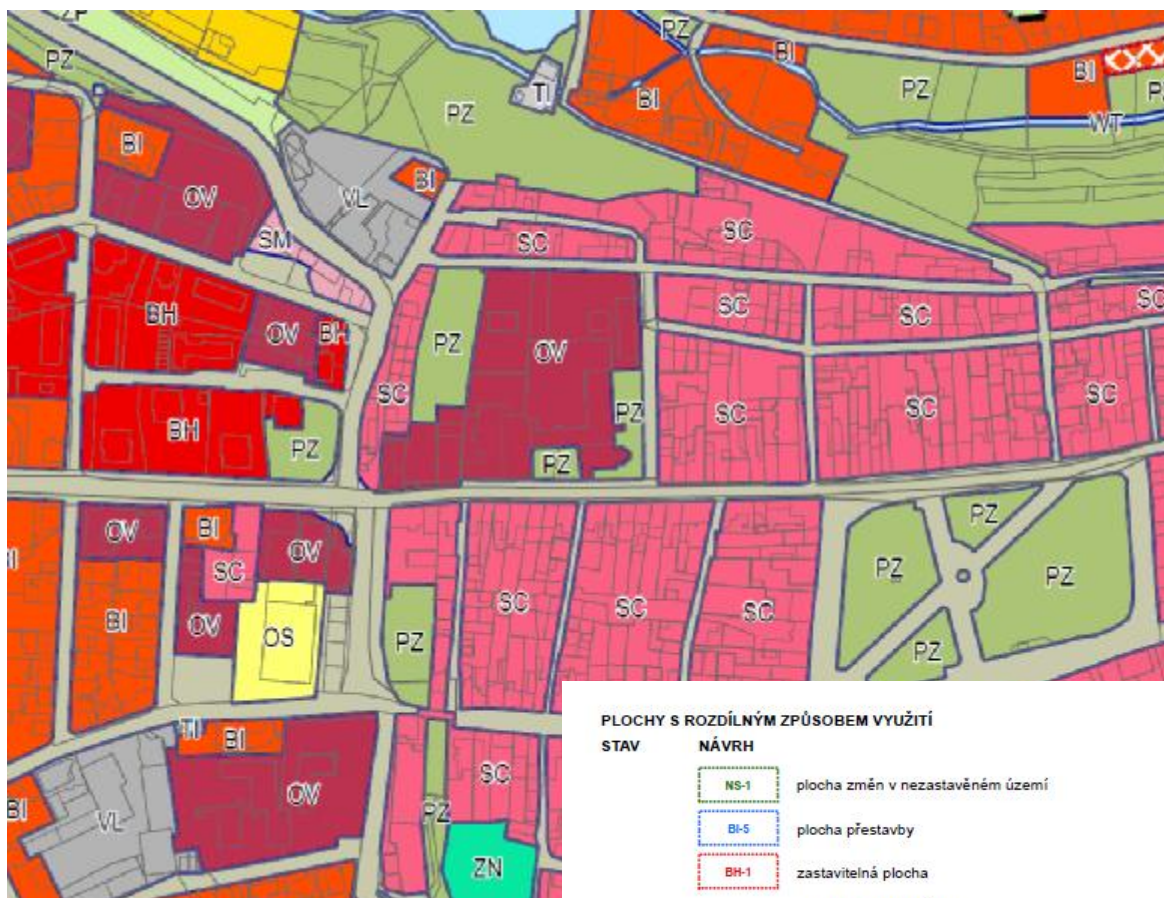 ZP
PZ
BI
BI
PZ
PZ
TI
BI
PZ
PZ
P
WT
BI
OV
VL
BI
SC
SC
SM
BH
OV
BH
PZ
OV
SC
SC
SC
SC
PZ
SC
SC
SC
BH
PZ
PZ
OV
BI
OV
SC
BI
BI
OV
OS
PZ
SC
SC
SC
PZ
PZ
PZ
PZ
TI
BI
SC
OV
BI
VL
PZ
ZN
PLOCHY S ROZDÍLNÝM ZPŮSOBEM VYUŽITÍ
STAV NÁVRH
NS-1 plocha změn v nezastavěném území
BI-5 plocha přestavby
BH-1 zastavitelná plocha